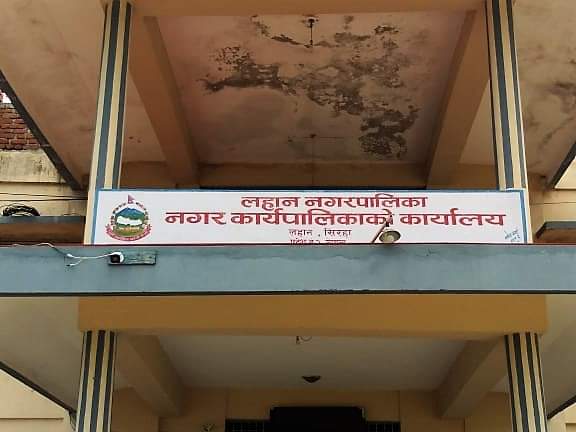 लहान नगरपालिका
नगर कार्यपालिकाको कार्यालय
लहान , सिरहा